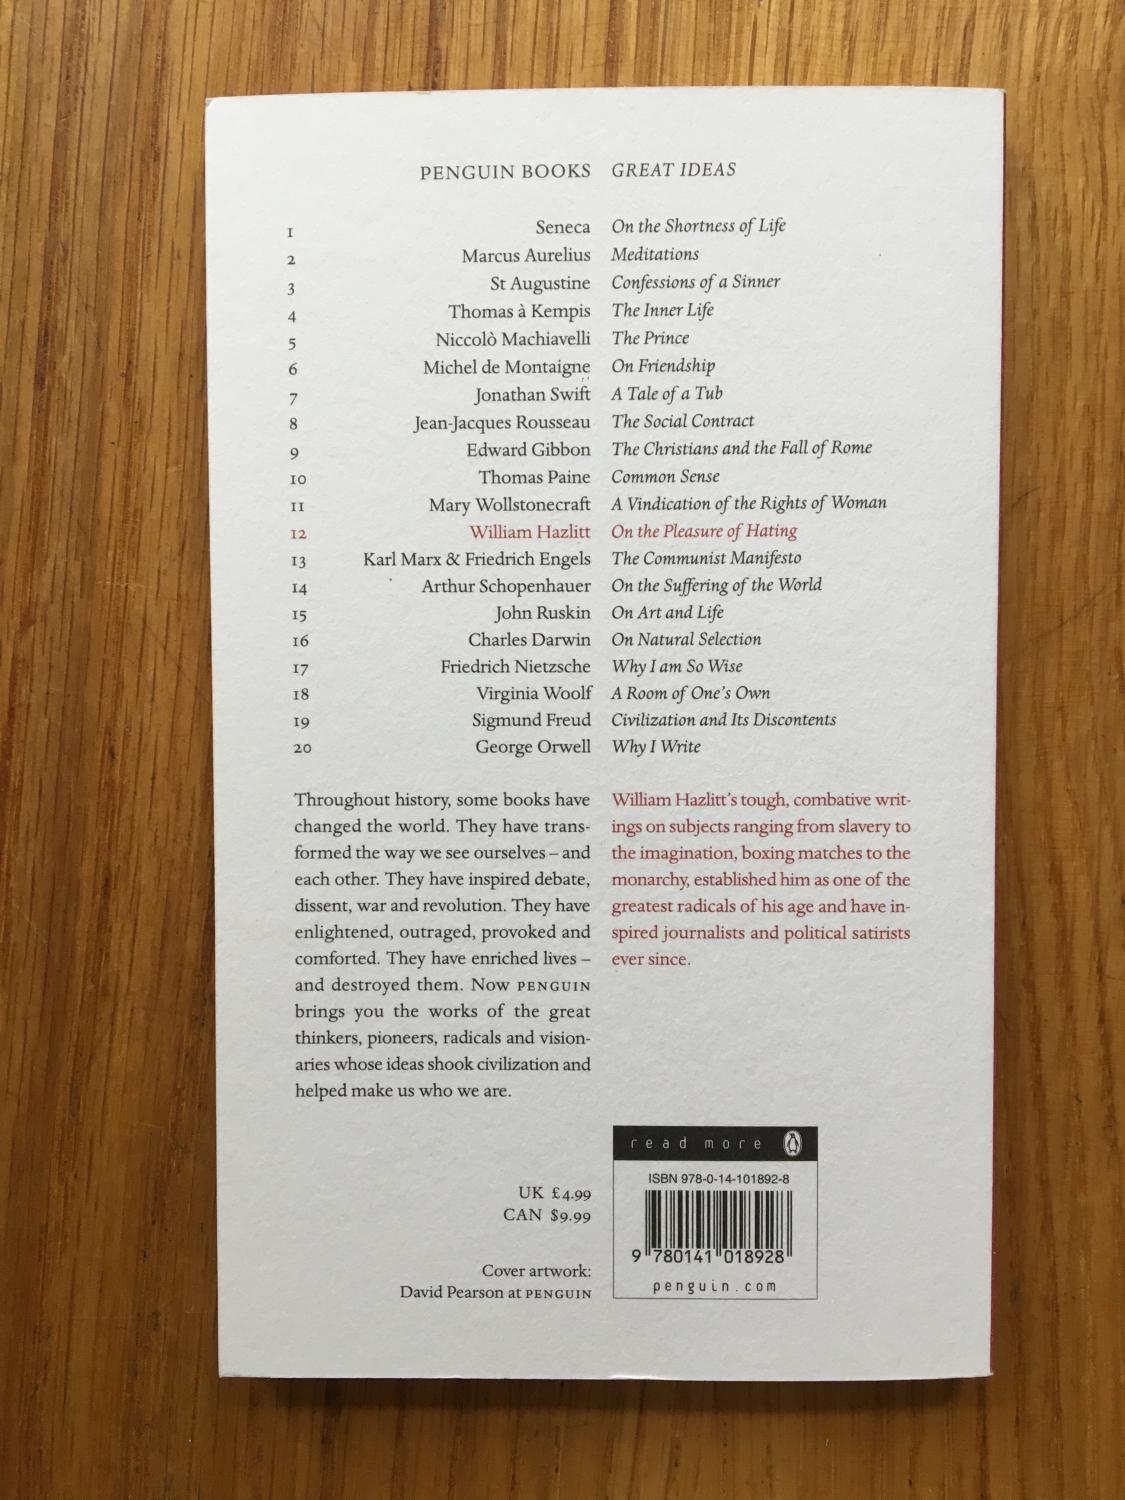 PENGUIN BOOKS GREAT IDEAS
1 Seneca On the Shortness of Life
2 Marcus Aurelius Meditations
3 St Augustine Confessions of a Sinner
4 Thomas à Kempis The Inner Life
5 Niccolò Machiavelli The Prince
6 Michel de Montaigne On Friendship
7 Jonathan Swift A Tale of a Tub
8 Jean-Jacques Rousseau The Social Contract
9 Edward Gibbon The Christians and the Fall of Rome
10 Thomas Paine Common Sense
11 Mary Wollstonecraft A Vindication of the Rights of Woman
12 William Hazlitt On the Pleasure of Hating
13 Karl Marx & Friedrich Engels The Communist Manifesto
14 Arthur Schopenhauer On the Suffering of the World
15 John Ruskin On Art and Life
16 Charles Darwin On Natural Selection
17 Friedrich Nietzsche Why I am So Wise
18 Virginia Woolf A Room of One's Own
19 Sigmund Freud Civilization and Its Discontents
20 George Orwell Why I Write
Throughout history, some books have
changed the world. They have trans-
formed the way we see ourselves – and
each other. They have inspired debate,
dissent, war and revolution. They have
enlightened, outraged, provoked and
comforted. They have enriched lives –
and destroyed them. Now PENGUIN
brings you the works of the great
thinkers, pioneers, radicals and vision-
aries whose ideas shook civilization and
helped make us who we are.
William Hazlitt's tough, combative writ-
ings on subjects ranging from slavery to
the imagination, boxing matches to the
monarchy, established him as one of the
greatest radicals of his age and have in-
spired journalists and political satirists
ever since.
UK £4.99
CAN $9.99
Cover artwork:
David Pearson at PENGUIN
read more
ISBN 978-0-14-101892-8
9 780141 018928
penguin.com